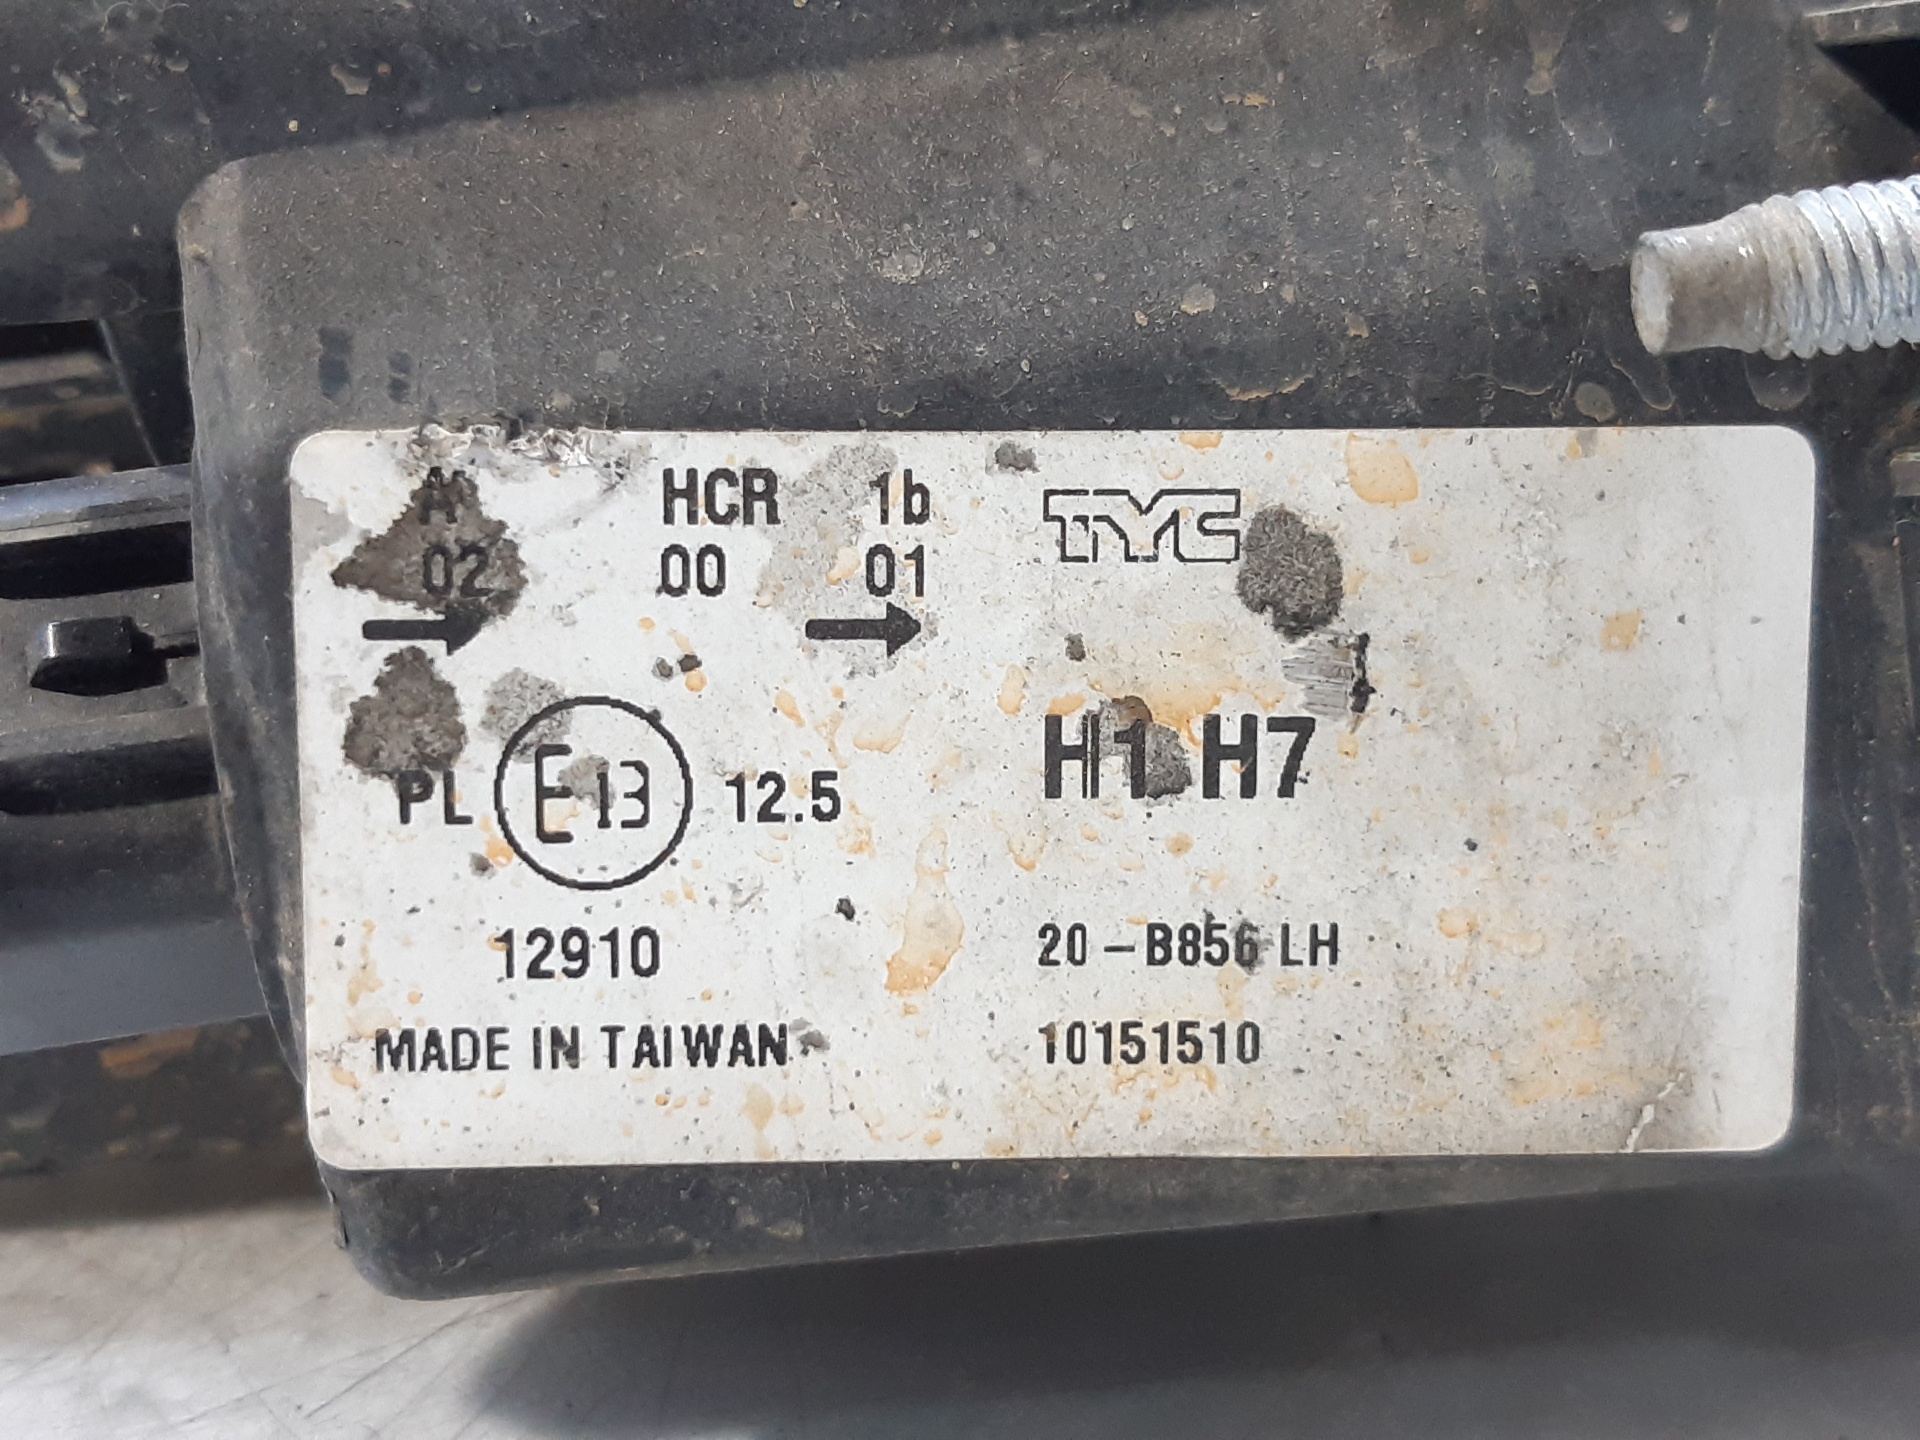 A HCR 1b TYC
02 00 01
→ →
PL E13 12.5 H1 H7
12910 20-B856 LH
MADE IN TAIWAN 10151510